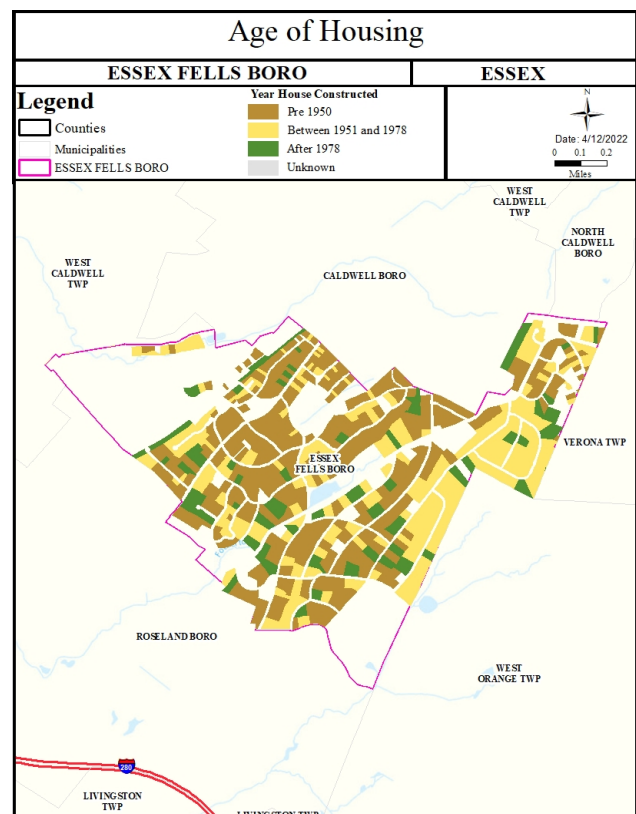 Age of Housing
ESSEX FELLS BORO
ESSEX
Legend
Counties
Municipalities
ESSEX FELLS BORO
Year House Constructed
Pre 1950
Between 1951 and 1978
After 1978
Unknown
N
Date: 4/12/2022
0 0.1 0.2
Miles
WEST
CALDWELL
TWP
NORTH
CALDWELL
BORO
WEST
CALDWELL
TWP
CALDWELL BORO
VERONA TWP
ESSEX
FELLS BORO
ROSELAND BORO
WEST
ORANGE TWP
280
LIVINGSTON
TWP
LIVINGSTON TWP